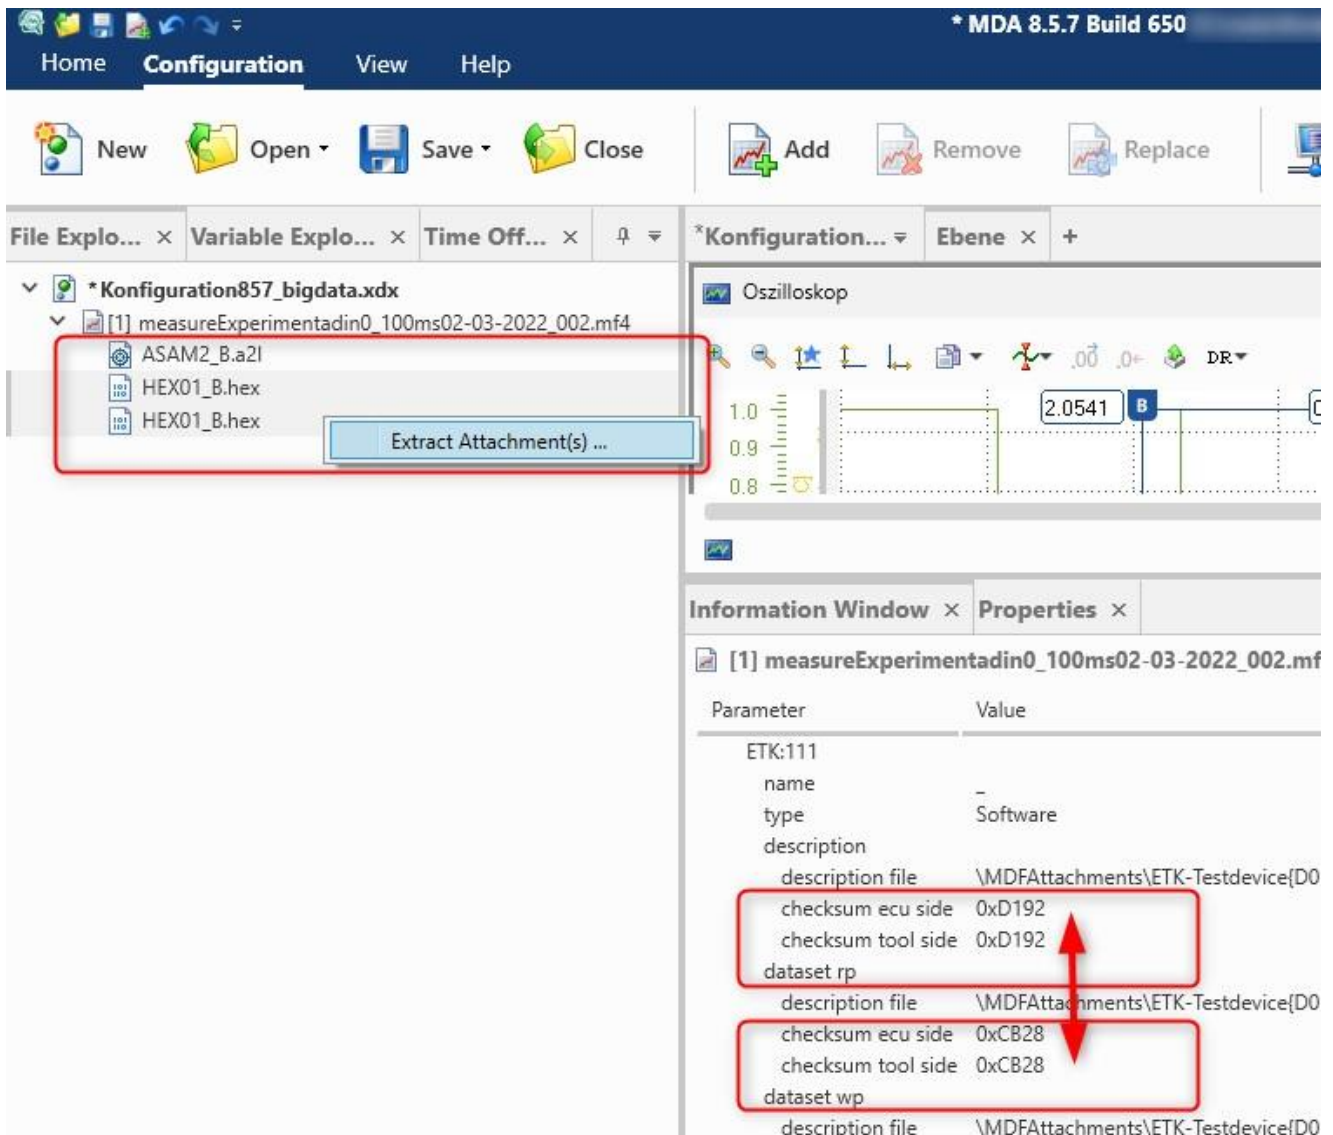 * MDA 8.5.7 Build 650
Home Configuration View Help
New Open Save Close Add Remove Replace
File Explo... × Variable Explo... × Time Off... ×
*Konfiguration... Ebene × +
* Konfiguration857_bigdata.xdx
[1] measureExperimentadin0_100ms02-03-2022_002.mf4
ASAM2_B.a2l
HEX01_B.hex
HEX01_B.hex
Extract Attachment(s) ...
Oszilloskop
DR
1.0
0.9
0.8
2.0541
B
Information Window × Properties ×
[1] measureExperimentadin0_100ms02-03-2022_002.mf
Parameter Value
ETK:111
name _
type Software
description
description file \MDFAttachments\ETK-Testdevice{D0
checksum ecu side 0xD192
checksum tool side 0xD192
dataset rp
description file \MDFAttachments\ETK-Testdevice{D0
checksum ecu side 0xCB28
checksum tool side 0xCB28
dataset wp
description file \MDFAttachments\ETK-Testdevice{D0